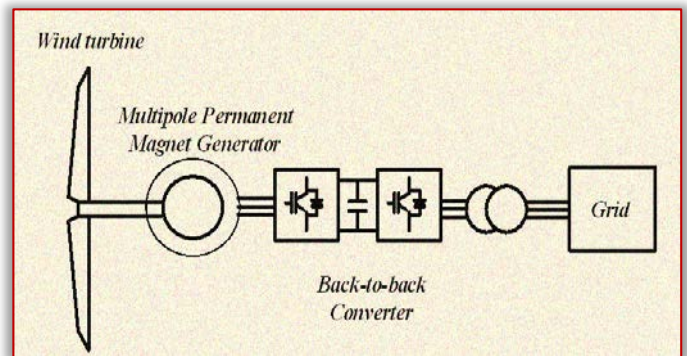 Wind turbine
Multipole Permanent
Magnet Generator
Grid
Back-to-back
Converter